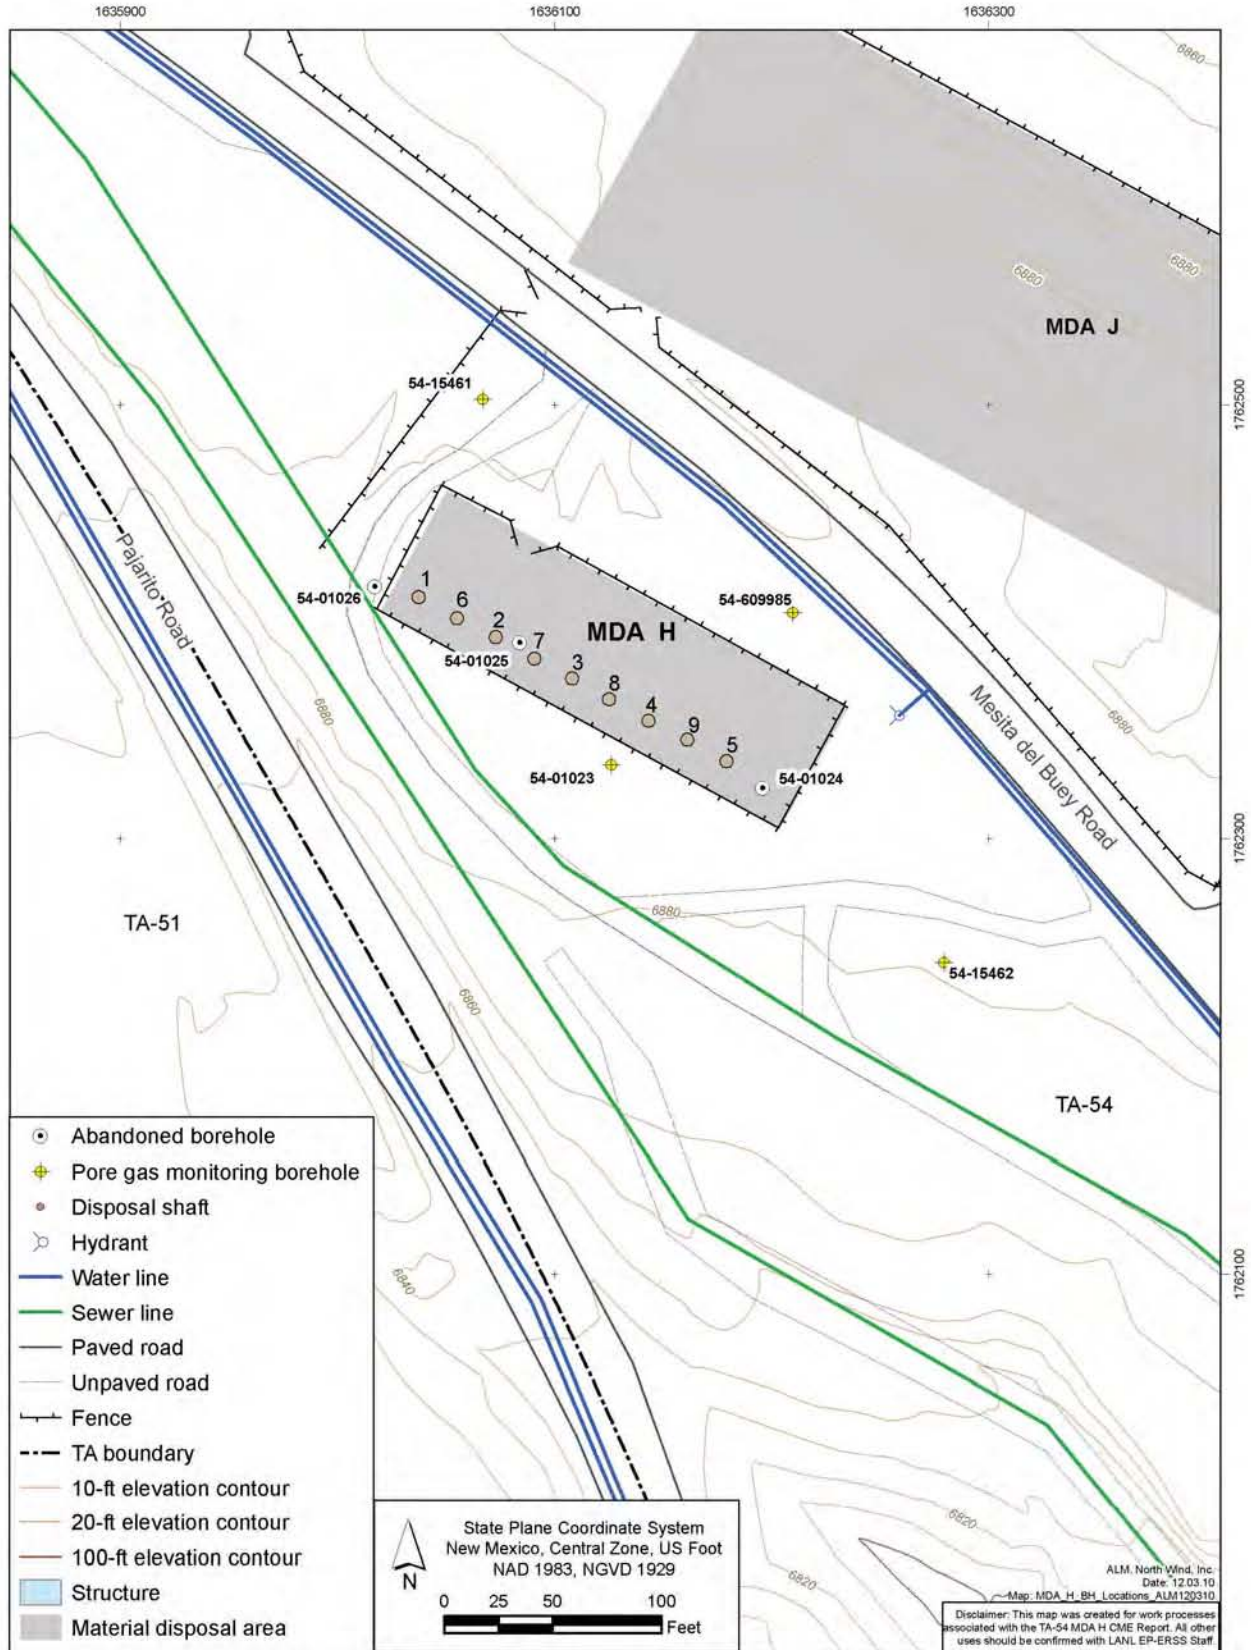 1635900
1636100
1636300
6860
6880
6880
MDA J
54-15461
1762500
Pajarito Road
54-01026
1
6
2
54-01025
7
3
8
4
9
5
MDA H
54-609985
6880
54-01023
54-01024
Mesita del Buey Road
6880
1762300
TA-51
6880
54-15462
6860
TA-54
6840
1762100
6820
6820
Abandoned borehole
Pore gas monitoring borehole
Disposal shaft
Hydrant
Water line
Sewer line
Paved road
Unpaved road
Fence
TA boundary
10-ft elevation contour
20-ft elevation contour
100-ft elevation contour
Structure
Material disposal area
N
State Plane Coordinate System
New Mexico, Central Zone, US Foot
NAD 1983, NGVD 1929
0 25 50 100
Feet
ALM. North Wind, Inc.
Date: 12.03.10
Map: MDA_H_BH_Locations_ALM120310
Disclaimer: This map was created for work processes
associated with the TA-54 MDA H CME Report. All other
uses should be confirmed with LANL EP-ERSS Staff